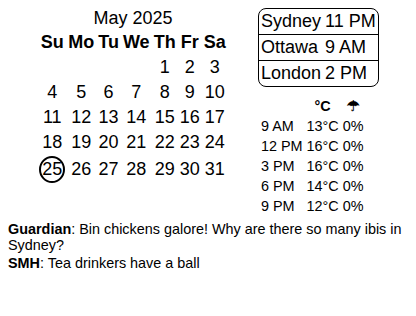 May 2025
Su Mo Tu We Th Fr Sa
1 2 3
4 5 6 7 8 9 10
11 12 13 14 15 16 17
18 19 20 21 22 23 24
25 26 27 28 29 30 31
Sydney 11 PM
Ottawa 9 AM
London 2 PM
°C ☂
9 AM 13°C 0%
12 PM 16°C 0%
3 PM 16°C 0%
6 PM 14°C 0%
9 PM 12°C 0%
Guardian: Bin chickens galore! Why are there so many ibis in
Sydney?
SMH: Tea drinkers have a ball